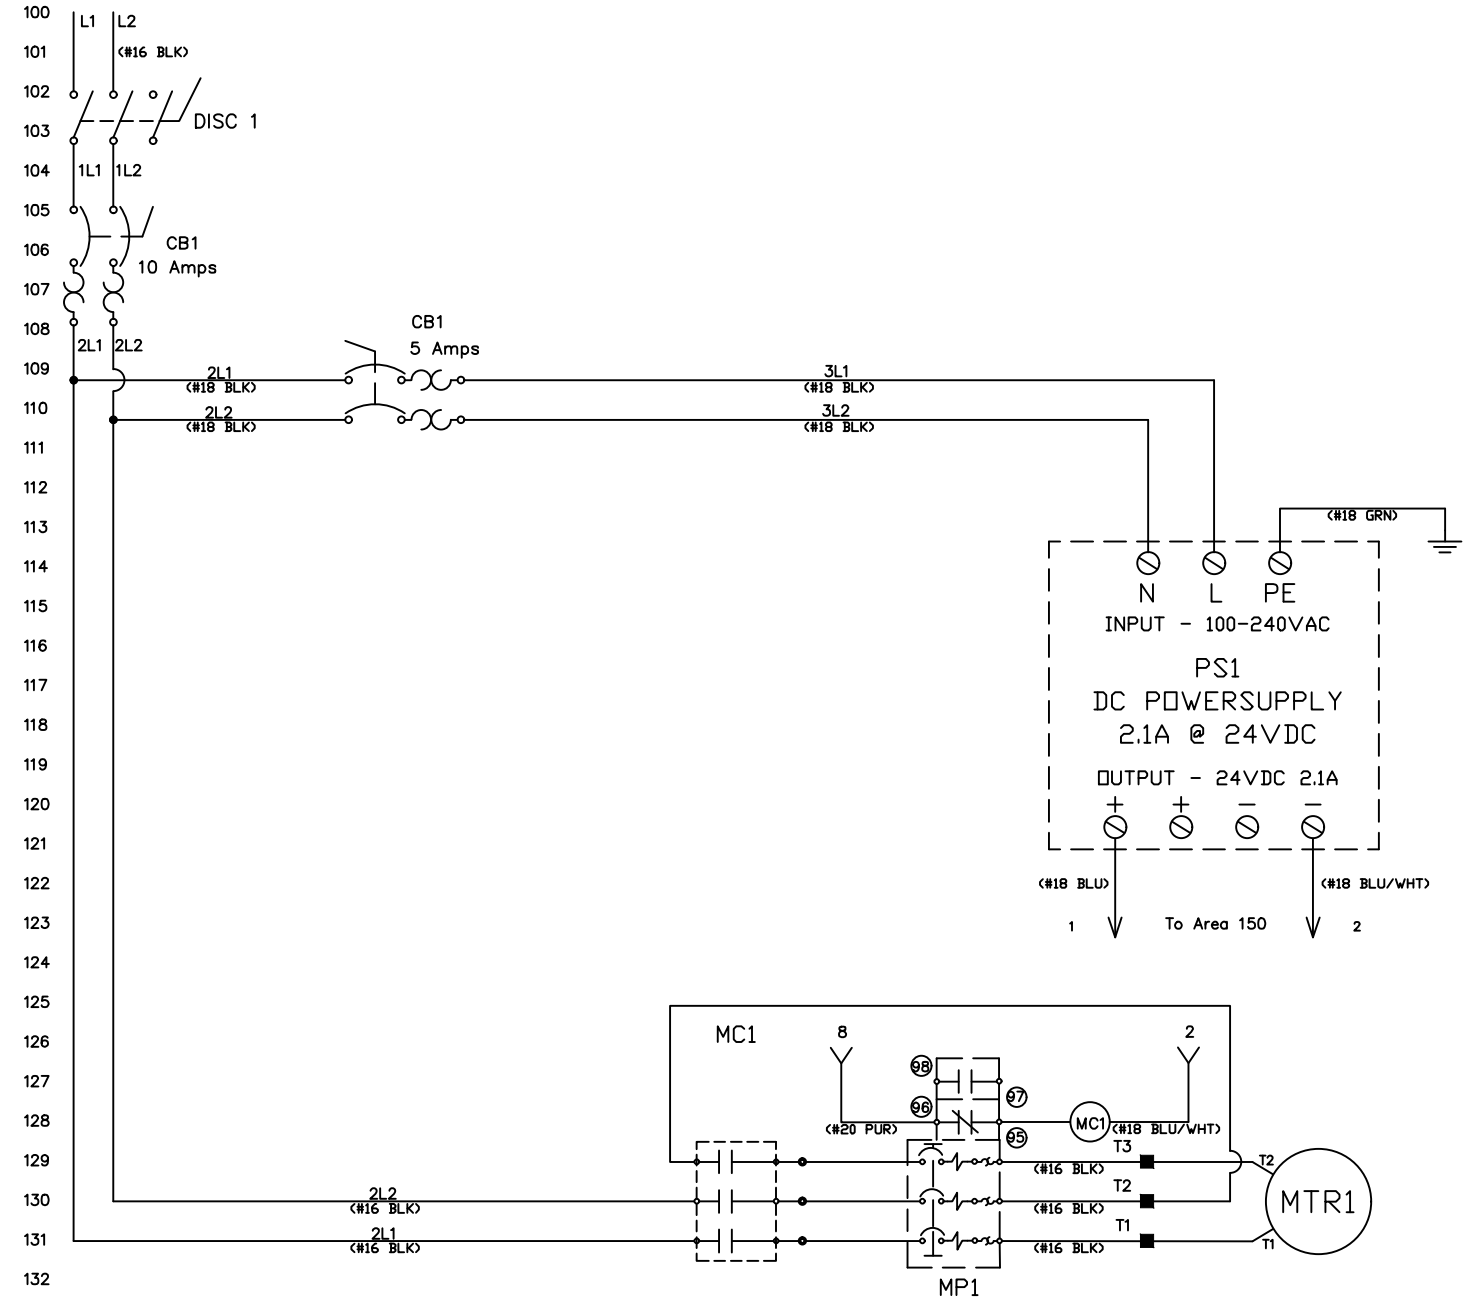 100
L1 L2
101
(#16 BLK)
102
DISC 1
103
104
1L1 1L2
105
106
CB1
10 Amps
107
108
CB1
2L1 2L2
5 Amps
109
2L1
(#18 BLK)
3L1
(#18 BLK)
110
2L2
(#18 BLK)
3L2
(#18 BLK)
111
112
113
(#18 GRN)
114
N L PE
115
INPUT - 100-240VAC
116
PS1
117
DC POWERSUPPLY
118
2.1A @ 24VDC
119
OUTPUT - 24VDC 2.1A
120
+ + - -
121
122
(#18 BLU)
(#18 BLU/WHT)
123
1 To Area 150 2
124
125
126
MC1
8
2
127
98
97
128
96
(#20 PUR)
MC1
(#18 BLU/WHT)
95
129
T3
(#16 BLK)
T2
130
2L2
(#16 BLK)
T2
(#16 BLK)
MTR1
131
2L1
(#16 BLK)
T1
(#16 BLK)
T1
132
MP1